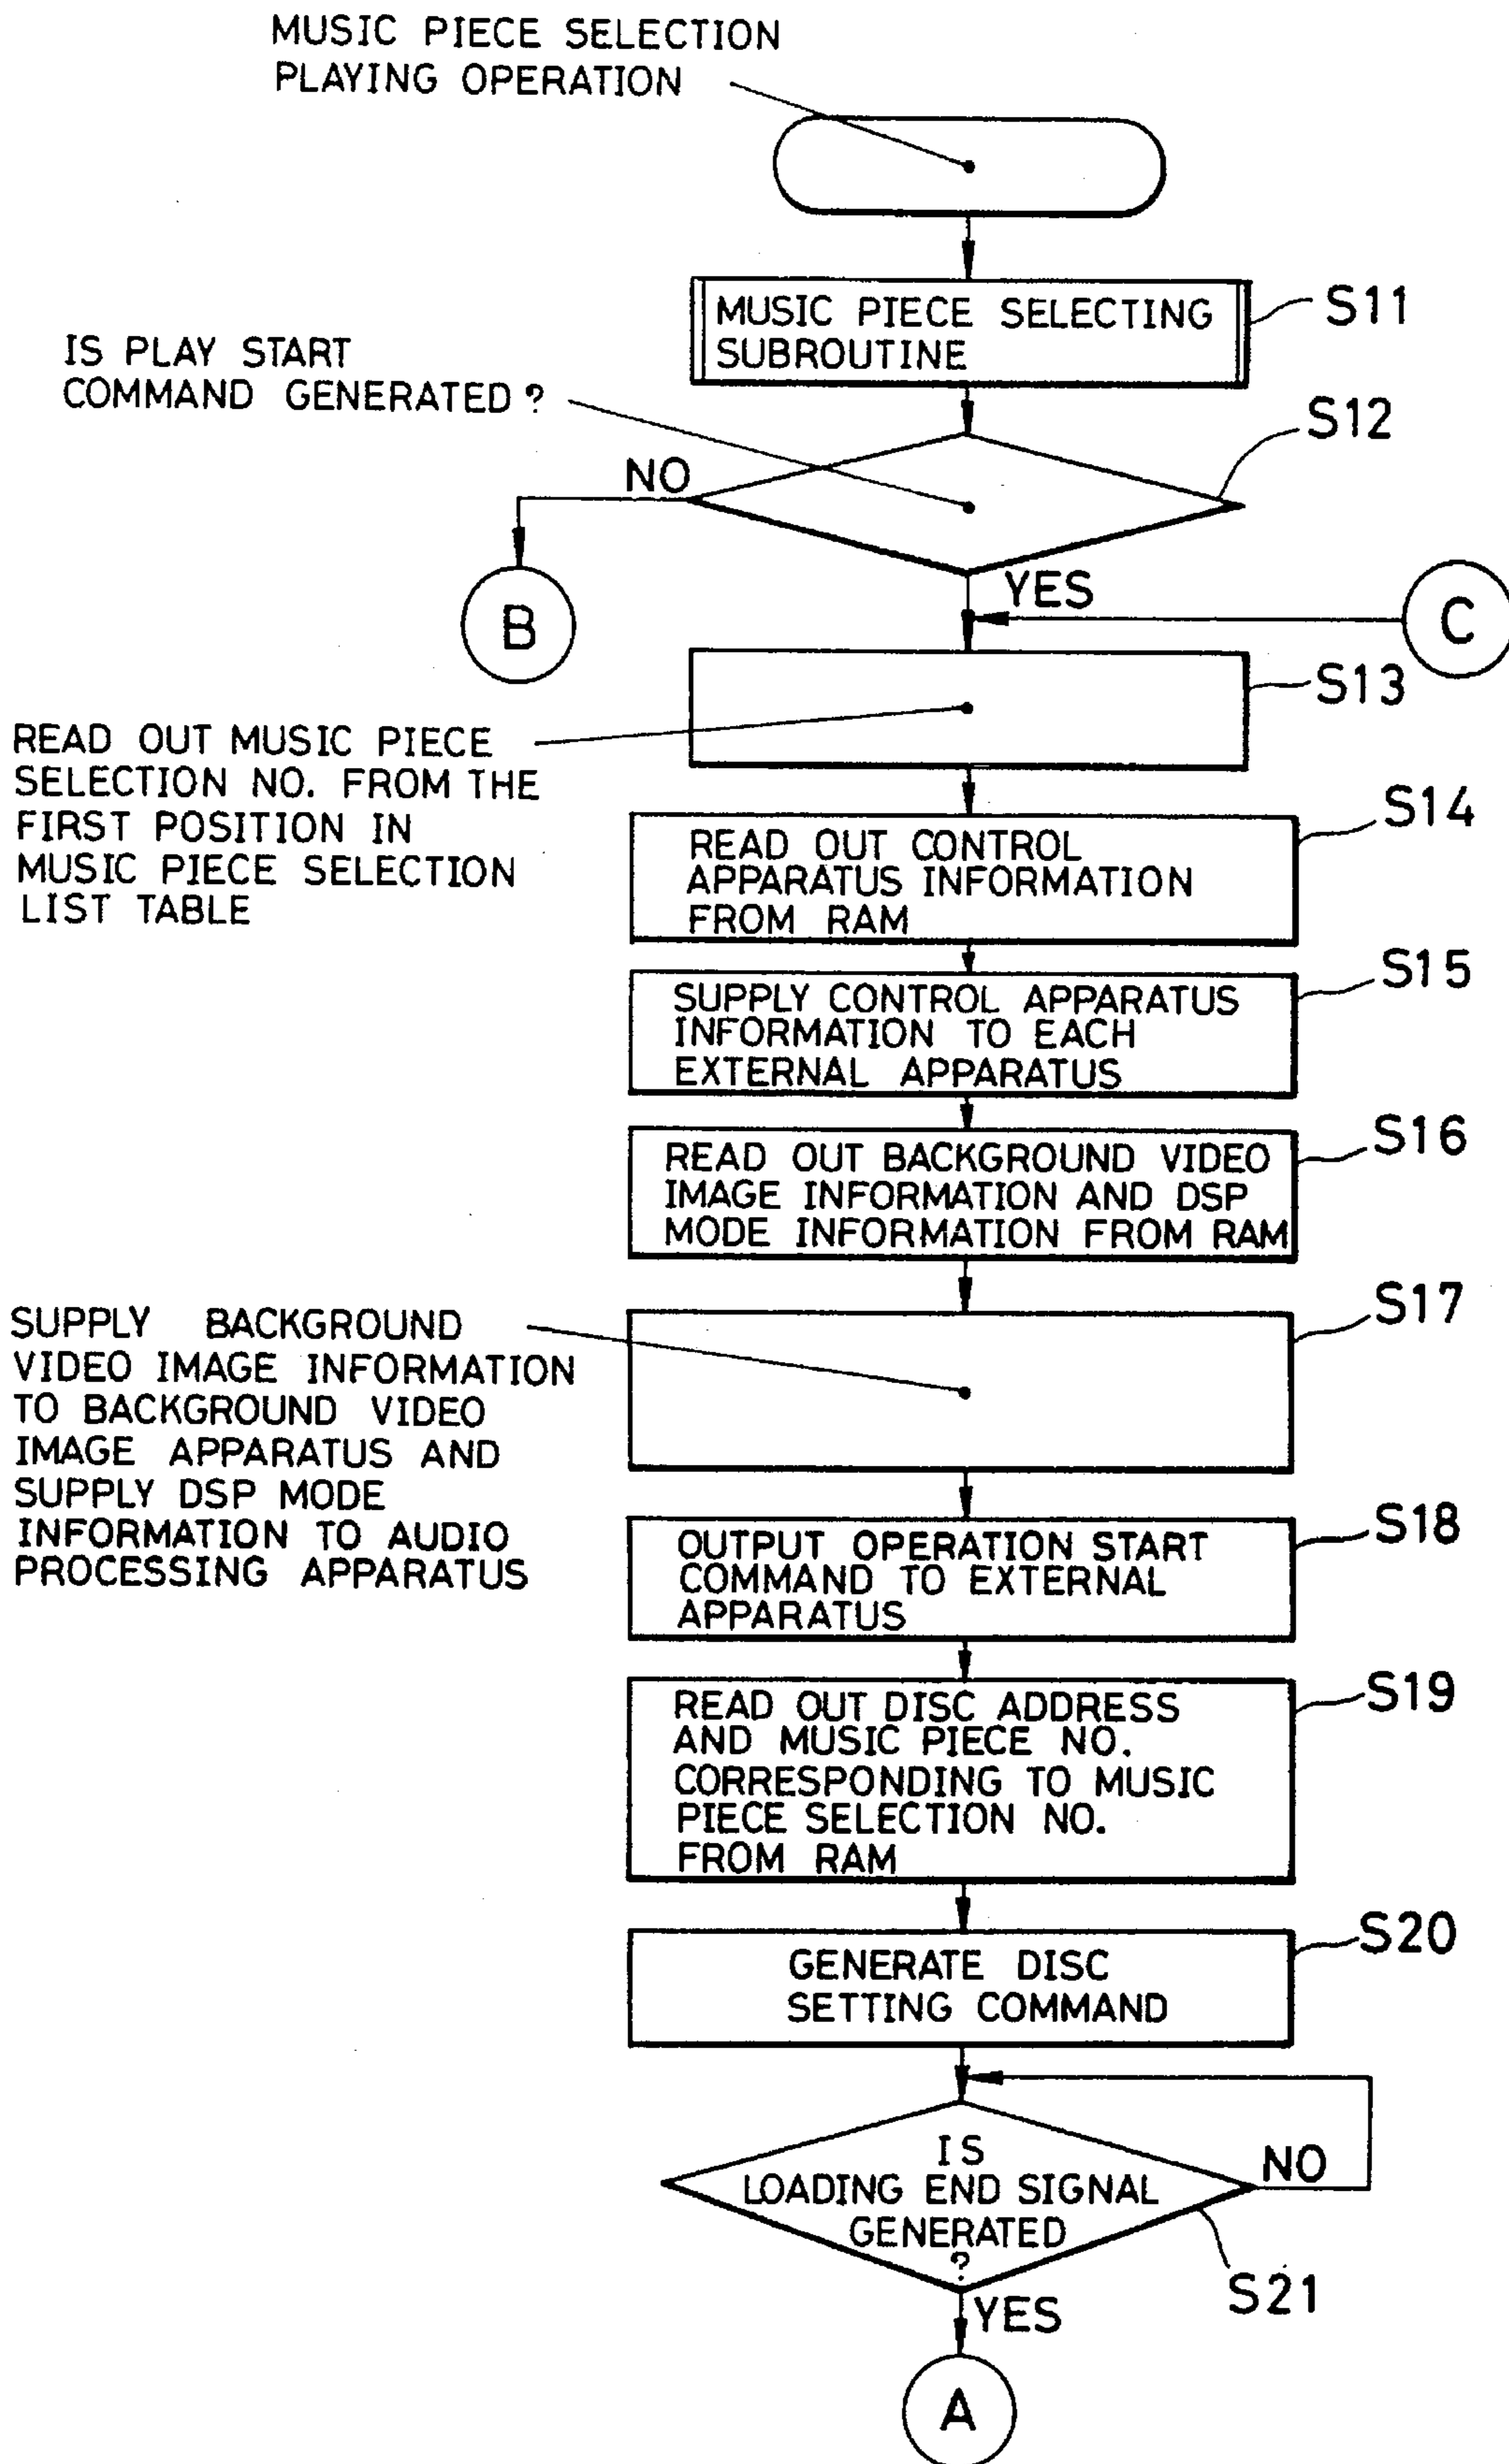 MUSIC PIECE SELECTION
PLAYING OPERATION
MUSIC PIECE SELECTING
SUBROUTINE
S11
IS PLAY START
COMMAND GENERATED ?
S12
NO
B
YES
C
S13
READ OUT MUSIC PIECE
SELECTION NO. FROM THE
FIRST POSITION IN
MUSIC PIECE SELECTION
LIST TABLE
S14
READ OUT CONTROL
APPARATUS INFORMATION
FROM RAM
S15
SUPPLY CONTROL APPARATUS
INFORMATION TO EACH
EXTERNAL APPARATUS
S16
READ OUT BACKGROUND VIDEO
IMAGE INFORMATION AND DSP
MODE INFORMATION FROM RAM
S17
SUPPLY BACKGROUND
VIDEO IMAGE INFORMATION
TO BACKGROUND VIDEO
IMAGE APPARATUS AND
SUPPLY DSP MODE
INFORMATION TO AUDIO
PROCESSING APPARATUS
S18
OUTPUT OPERATION START
COMMAND TO EXTERNAL
APPARATUS
S19
READ OUT DISC ADDRESS
AND MUSIC PIECE NO.
CORRESPONDING TO MUSIC
PIECE SELECTION NO.
FROM RAM
S20
GENERATE DISC
SETTING COMMAND
IS
LOADING END SIGNAL
GENERATED
?
NO
S21
YES
A